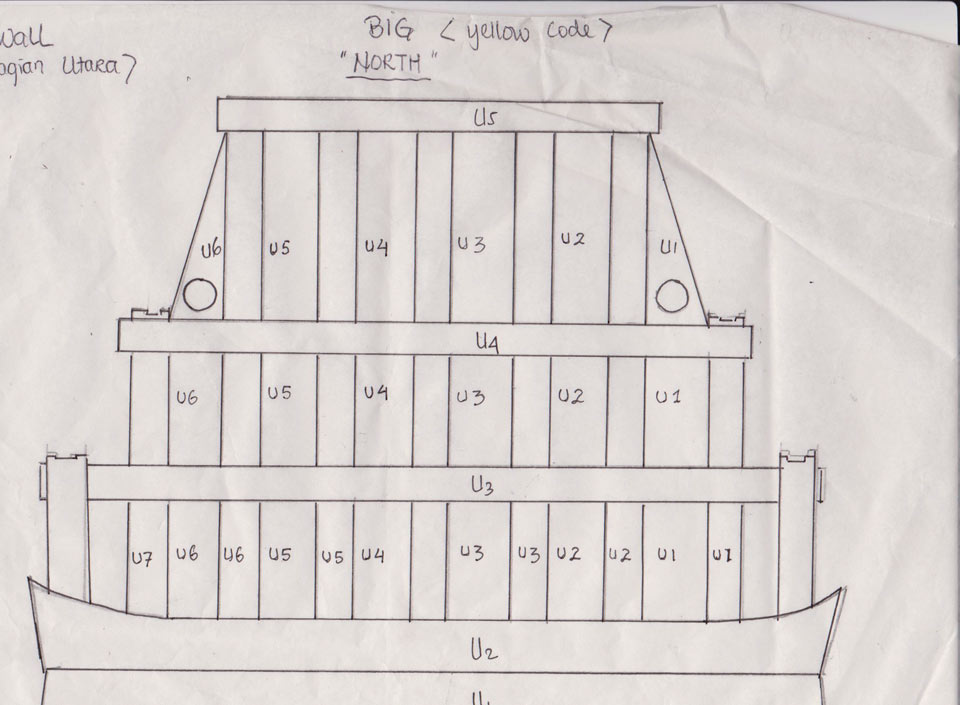 Wall
BIG < yellow code >
agian Utara >
"NORTH"
U5
U6 U5 U4 U3 U2 U1
U4
U6 U5 U4 U3 U2 U1
U3
U7 U6 U6 U5 U5 U4 U3 U3 U2 U2 U1 U1
U2